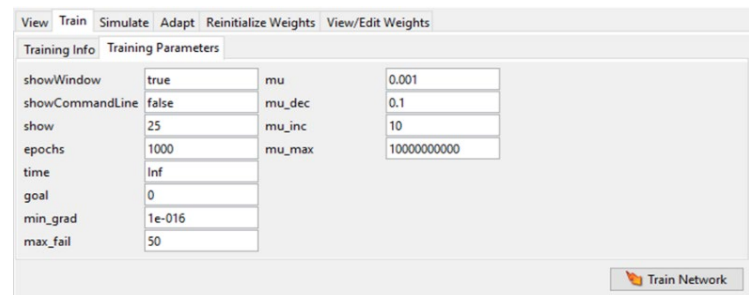 View Train Simulate Adapt Reinitialize Weights View/Edit Weights
Training Info Training Parameters
showWindow true mu 0.001
showCommandLine false mu_dec 0.1
show 25 mu_inc 10
epochs 1000 mu_max 10000000000
time Inf
goal 0
min_grad 1e-016
max_fail 50
Train Network